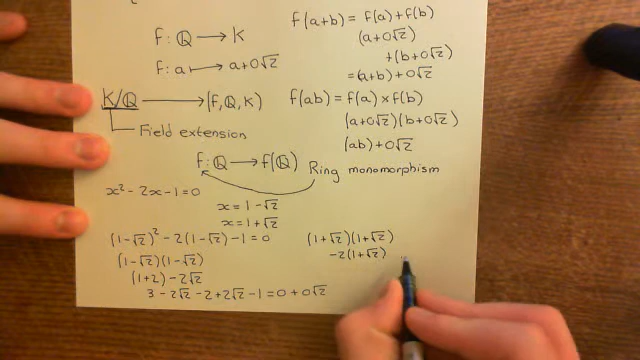 f: ℚ → K
f: a ↦ a+0√2
K/ℚ → (f, ℚ, K)
Field extension
f(a+b) = f(a)+f(b)
(a+0√2)
+(b+0√2)
=(a+b)+0√2
f(ab) = f(a)×f(b)
(a+0√2)(b+0√2)
(ab)+0√2
f: ℚ → f(ℚ)
Ring monomorphism
x²-2x-1=0
x=1-√2
x=1+√2
(1-√2)²-2(1-√2)-1=0
(1-√2)(1-√2)
(1+2)-2√2
3-2√2-2+2√2-1=0+0√2
(1+√2)(1+√2)
-2(1+√2)